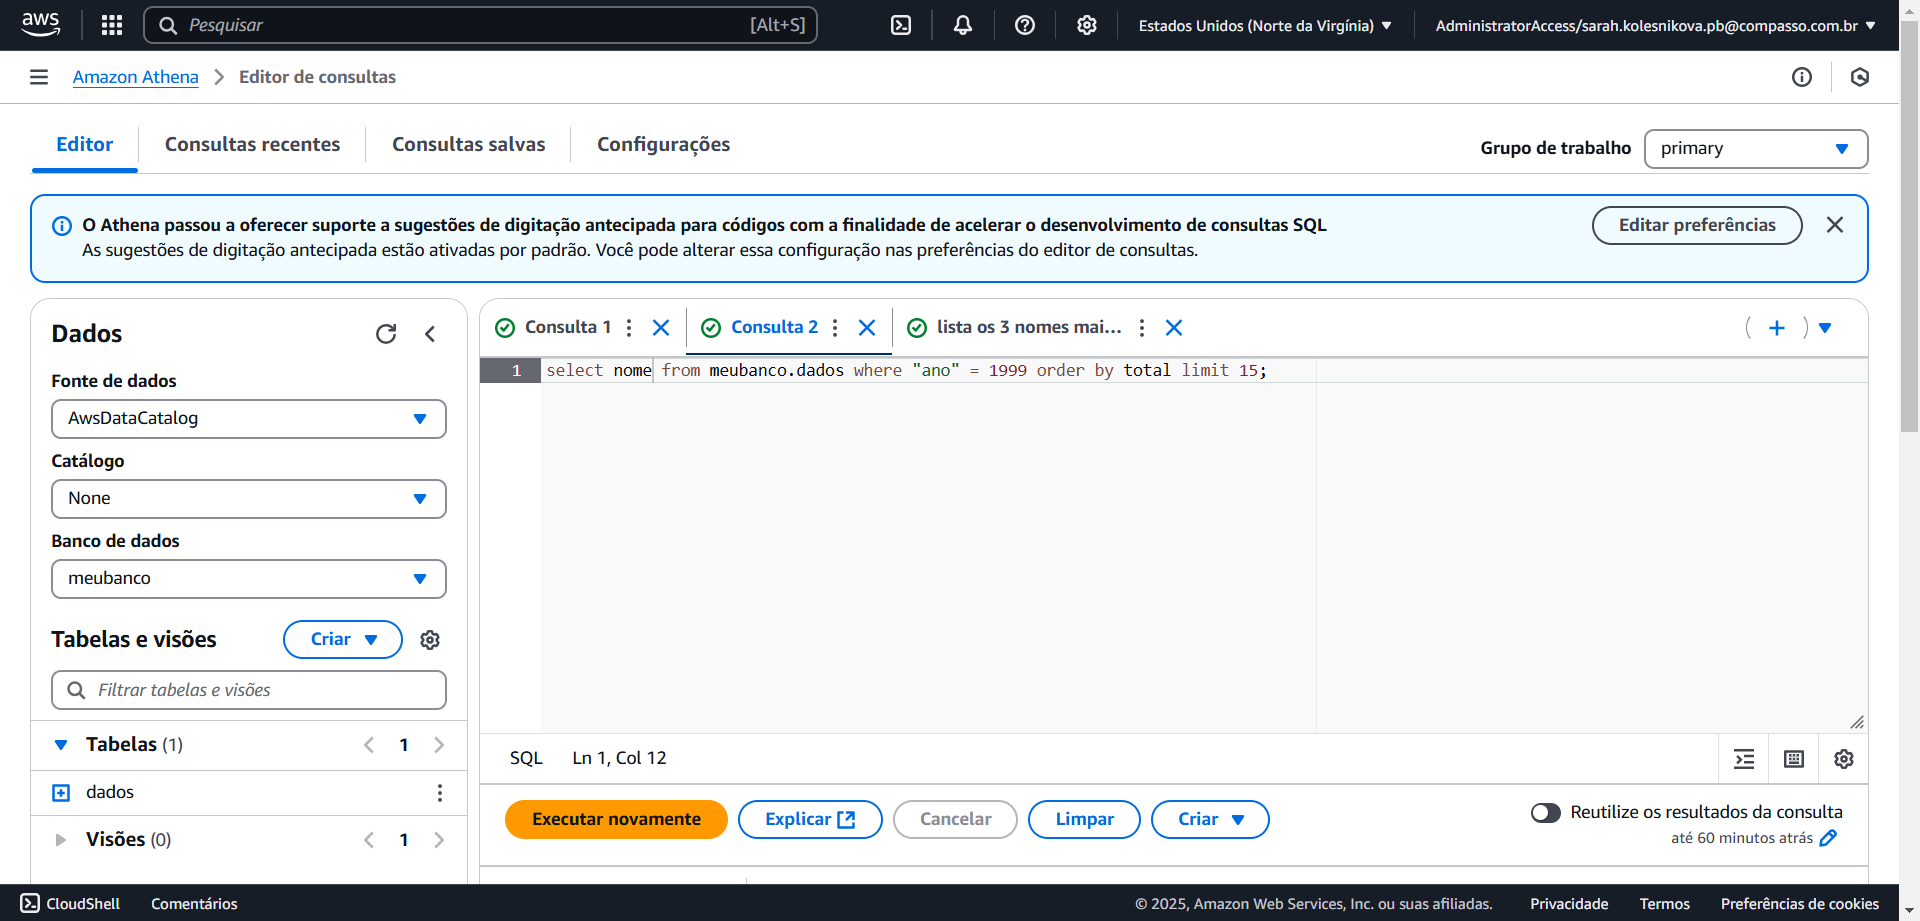 aws
Pesquisar
[Alt+S]
Estados Unidos (Norte da Virgínia)
AdministratorAccess/sarah.kolesnikova.pb@compasso.com.br
Amazon Athena
Editor de consultas
Editor
Consultas recentes
Consultas salvas
Configurações
Grupo de trabalho
primary
O Athena passou a oferecer suporte a sugestões de digitação antecipada para códigos com a finalidade de acelerar o desenvolvimento de consultas SQL
As sugestões de digitação antecipada estão ativadas por padrão. Você pode alterar essa configuração nas preferências do editor de consultas.
Editar preferências
Dados
Fonte de dados
AwsDataCatalog
Catálogo
None
Banco de dados
meubanco
Tabelas e visões
Criar
Filtrar tabelas e visões
Tabelas (1)
1
dados
Visões (0)
1
Consulta 1
Consulta 2
lista os 3 nomes mai...
1
select nome from meubanco.dados where "ano" = 1999 order by total limit 15;
SQL
Ln 1, Col 12
Executar novamente
Explicar
Cancelar
Limpar
Criar
Reutilize os resultados da consulta
até 60 minutos atrás
CloudShell
Comentários
© 2025, Amazon Web Services, Inc. ou suas afiliadas.
Privacidade
Termos
Preferências de cookies